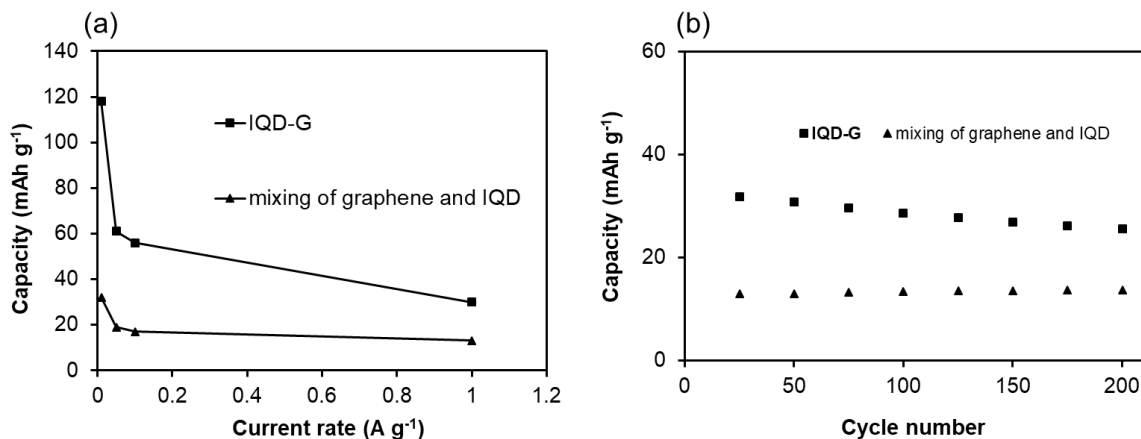 (a)
140
120
100
80
60
40
20
0
Capacity (mAh g⁻¹)
IQD-G
mixing of graphene and IQD
0 0.2 0.4 0.6 0.8 1 1.2
Current rate (A g⁻¹)
(b)
60
40
20
0
Capacity (mAh g⁻¹)
IQD-G mixing of graphene and IQD
0 50 100 150 200
Cycle number